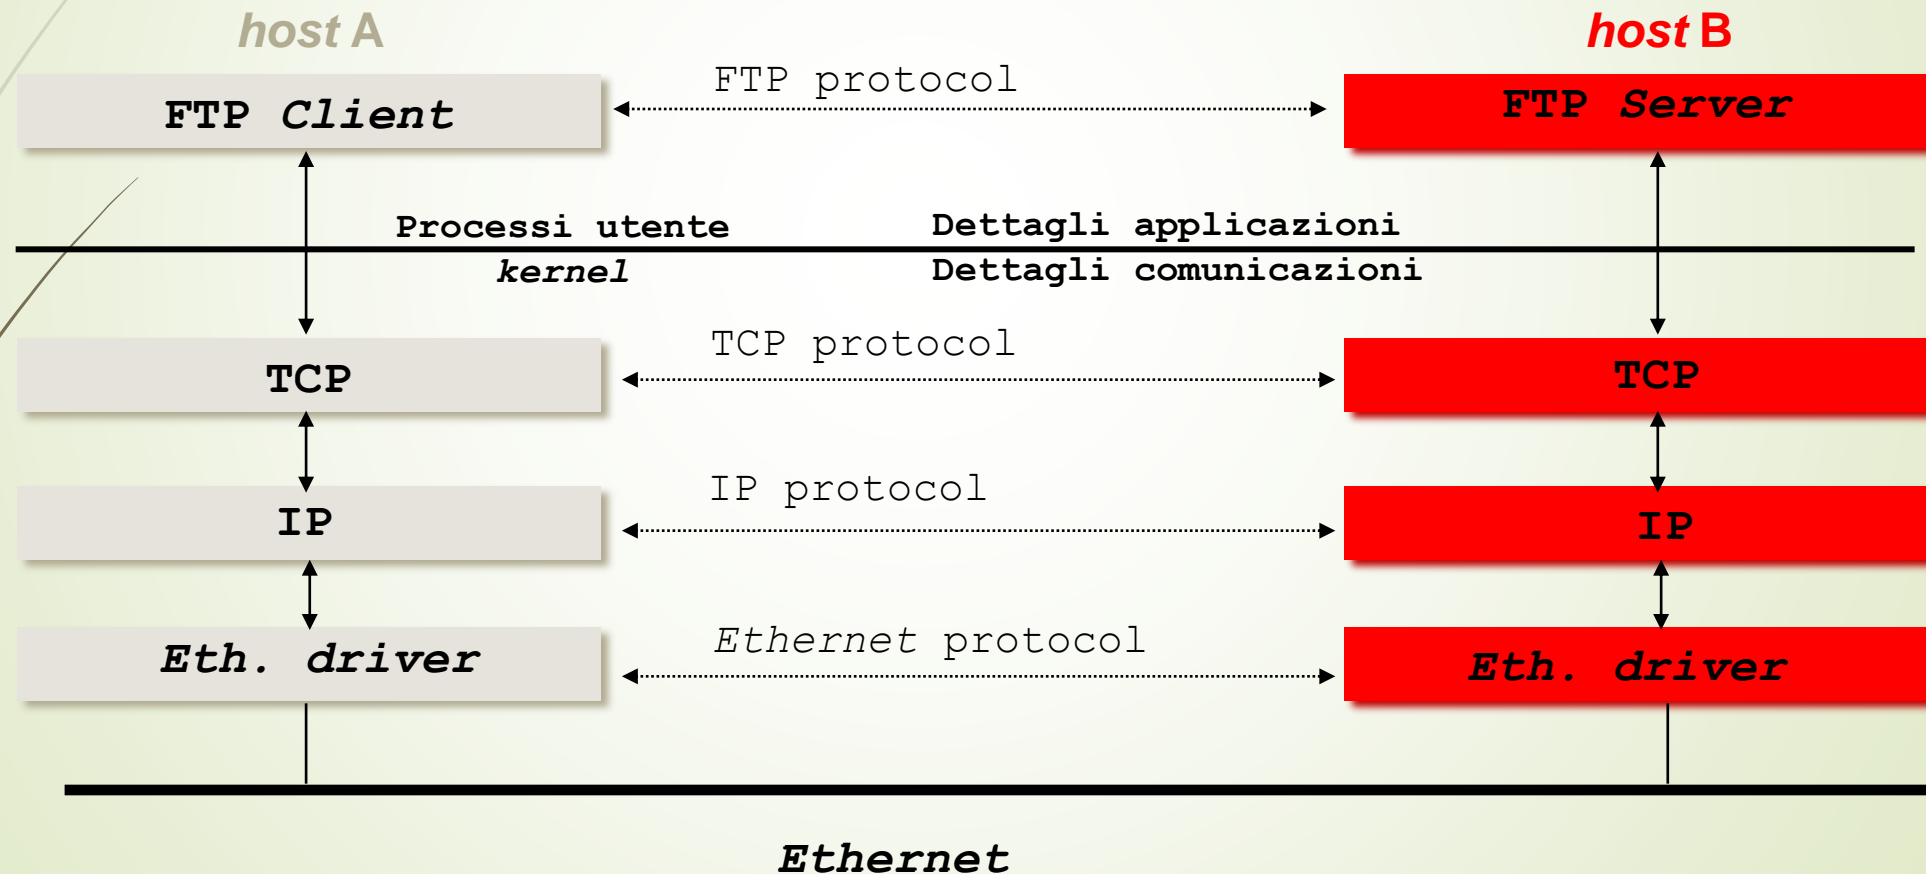 host A
host B
FTP Client
FTP protocol
FTP Server
Processi utente
Dettagli applicazioni
kernel
Dettagli comunicazioni
TCP
TCP protocol
TCP
IP
IP protocol
IP
Eth. driver
Ethernet protocol
Eth. driver
Ethernet